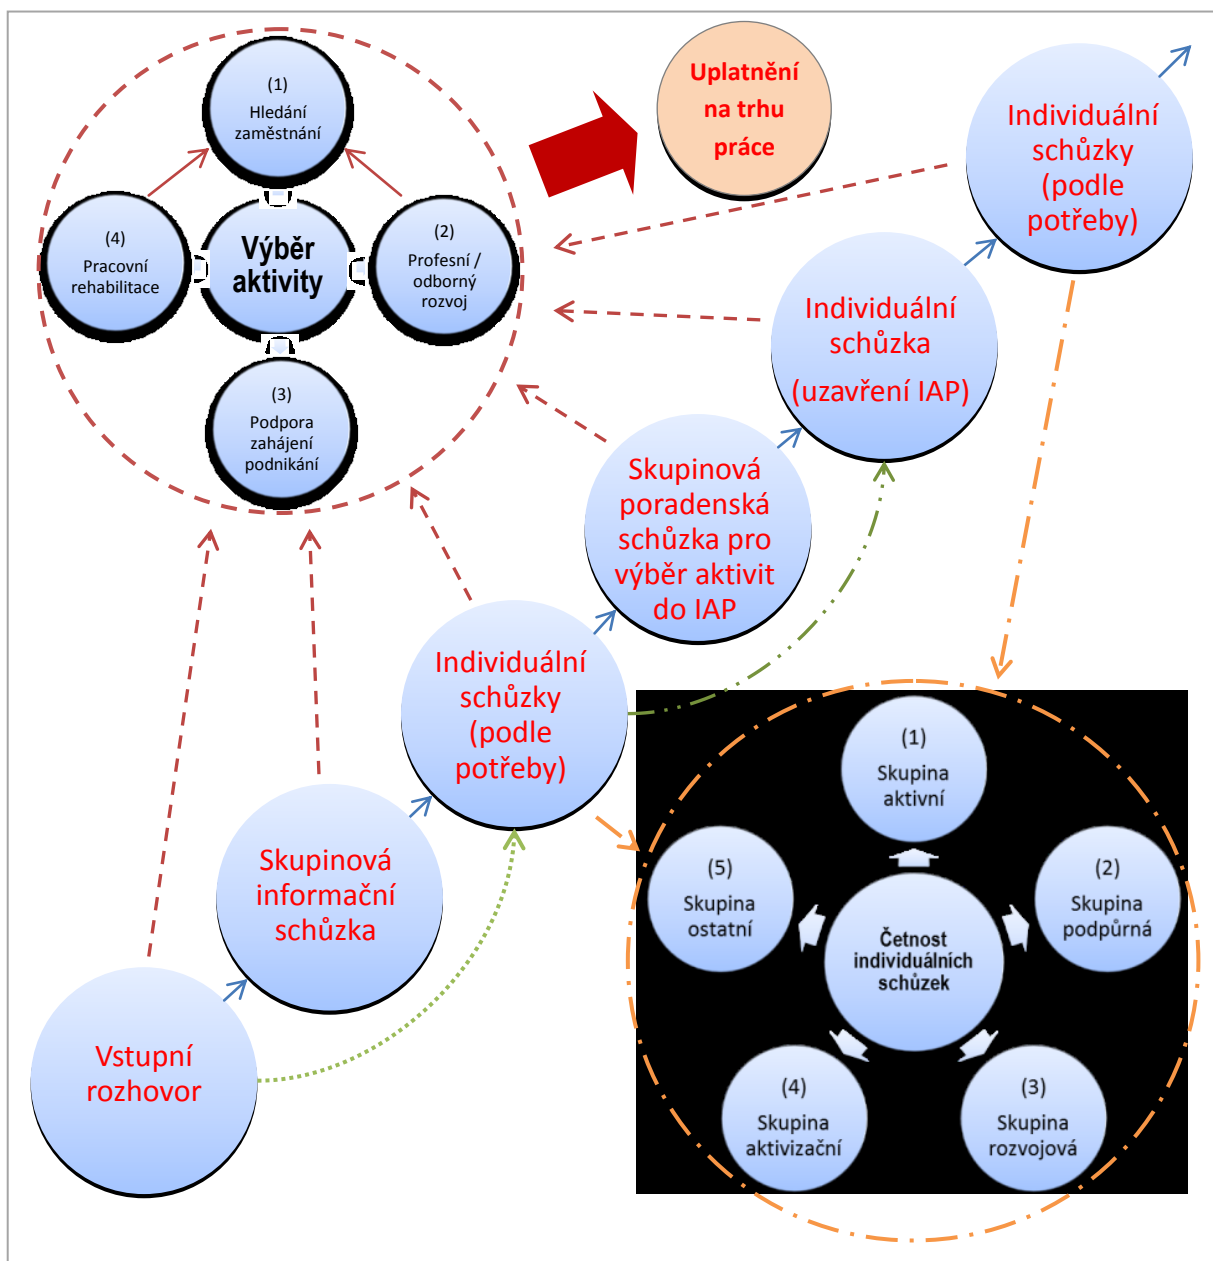 (1)
Hledání
zaměstnání
(4)
Pracovní
rehabilitace
Výběr
aktivity
(2)
Profesní /
odborný
rozvoj
(3)
Podpora
zahájení
podnikání
Uplatnění
na trhu
práce
Individuální
schůzky
(podle
potřeby)
Individuální
schůzka
(uzavření IAP)
Skupinová
poradenská
schůzka pro
výběr aktivit
do IAP
Individuální
schůzky
(podle
potřeby)
Skupinová
informační
schůzka
Vstupní
rozhovor
(1)
Skupina
aktivní
(5)
Skupina
ostatní
(2)
Skupina
podpůrná
Četnost
individuálních
schůzek
(4)
Skupina
aktivizační
(3)
Skupina
rozvojová